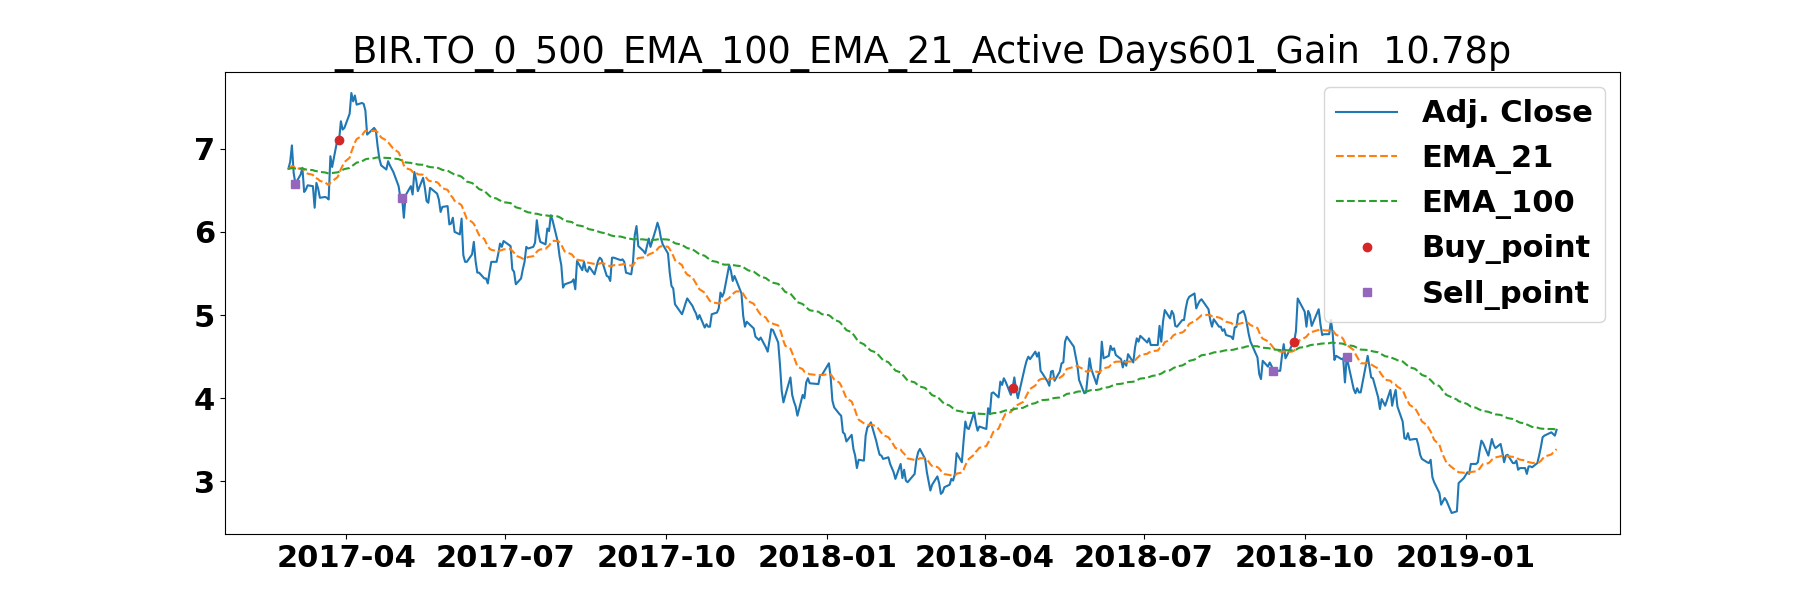 _BIR.TO_0_500_EMA_100_EMA_21_Active Days601_Gain  10.78p
Adj. Close
EMA_21
EMA_100
Buy_point
Sell_point
7
6
5
4
3
2017-04 2017-07 2017-10 2018-01 2018-04 2018-07 2018-10 2019-01